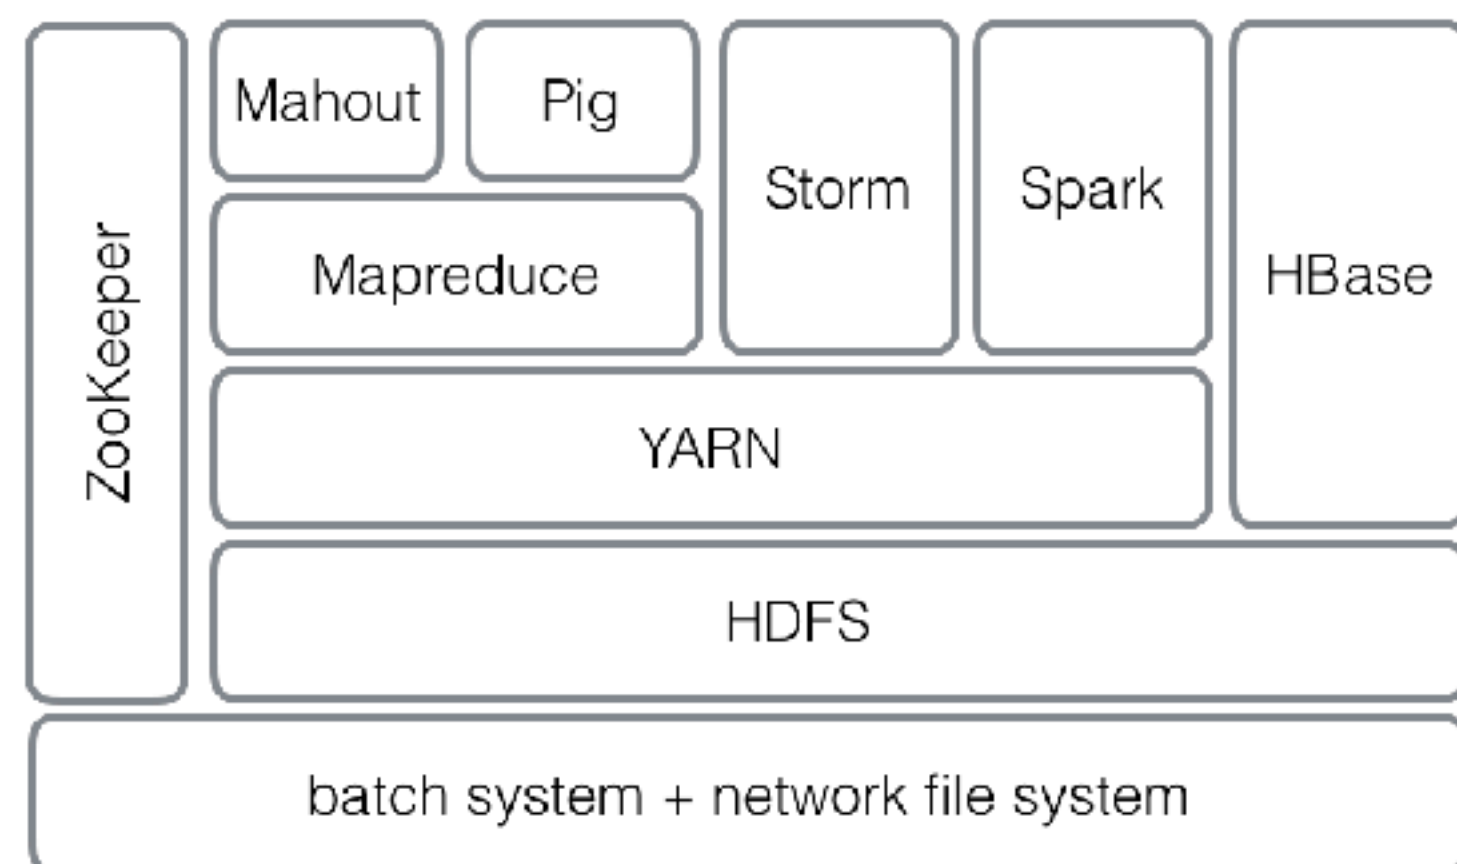 ZooKeeper
Mahout
Pig
Storm
Spark
HBase
Mapreduce
YARN
HDFS
batch system + network file system